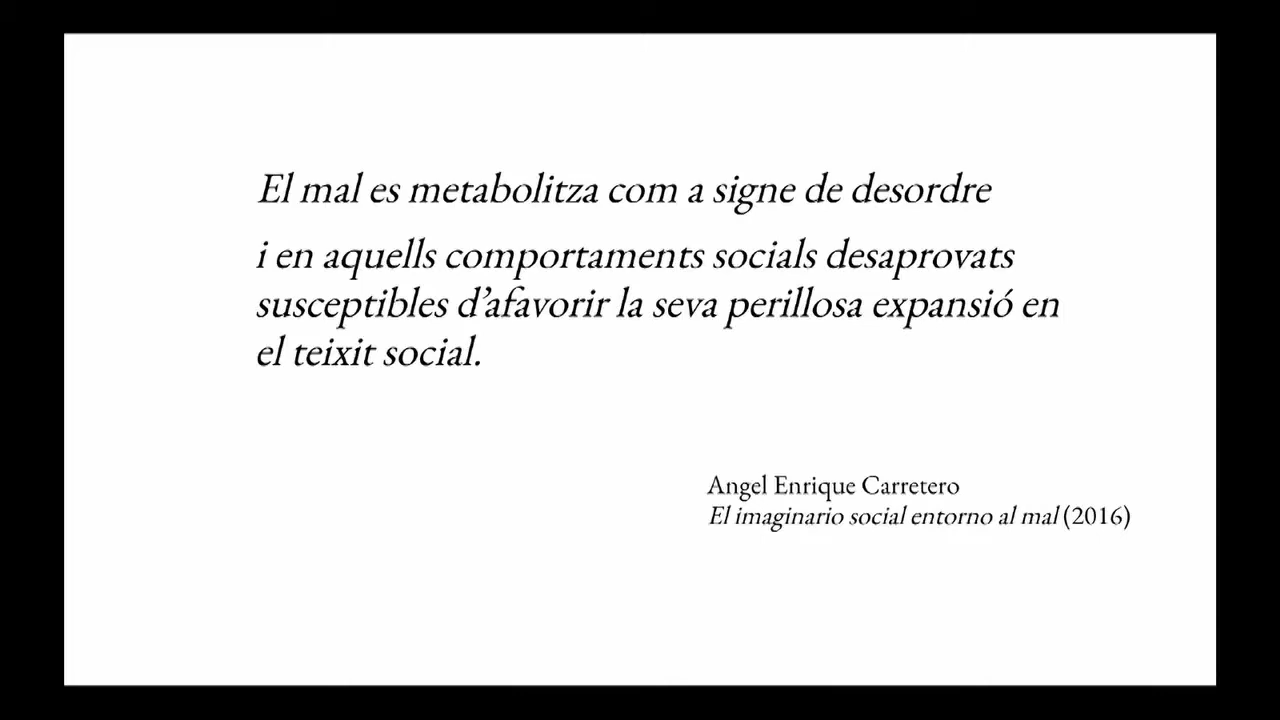 El mal es metabolitza com a signe de desordre
i en aquells comportaments socials desaprovats
susceptibles d’afavorir la seva perillosa expansió en
el teixit social.
Angel Enrique Carretero
El imaginario social entorno al mal (2016)